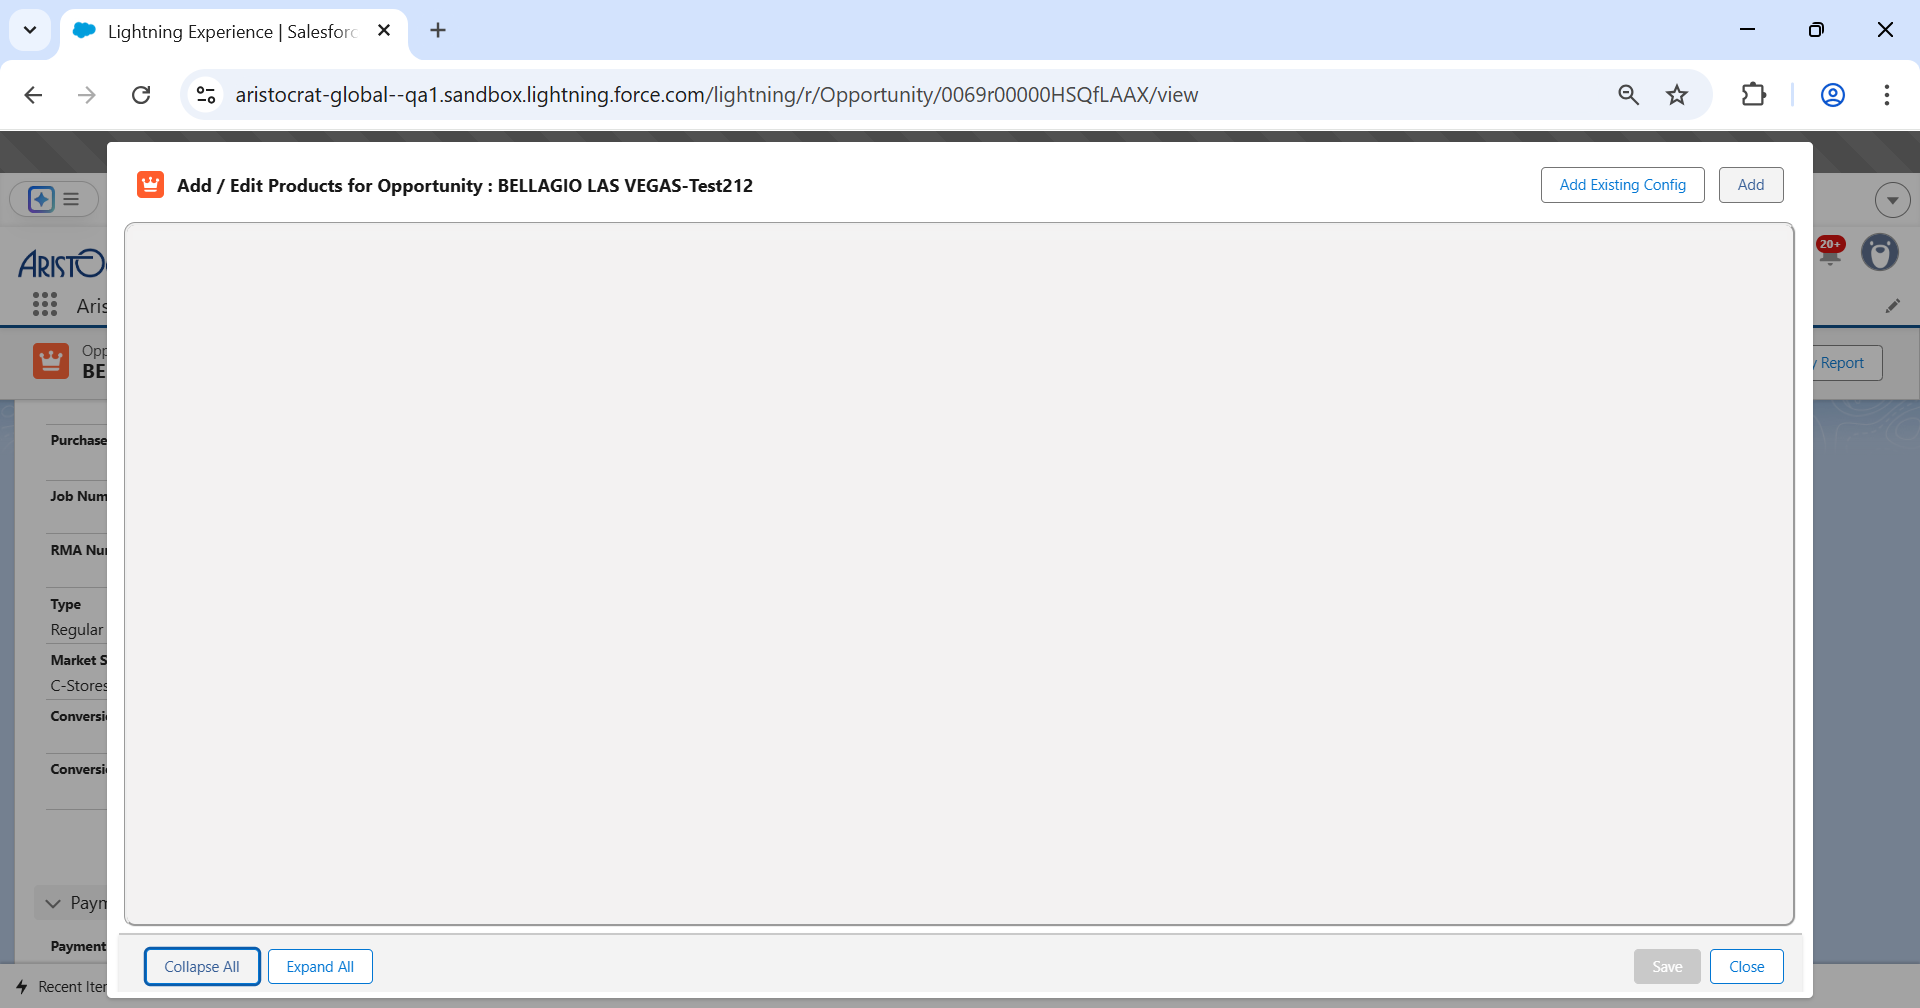 Lightning Experience | Salesforc
aristocrat-global--qa1.sandbox.lightning.force.com/lightning/r/Opportunity/0069r00000HSQfLAAX/view
Add / Edit Products for Opportunity : BELLAGIO LAS VEGAS-Test212
Add Existing Config
Add
ARISTO
20+
Aris
Opp
BE
y Report
Purchase
Job Num
RMA Nu
Type
Regular
Market S
C-Stores
Conversi
Conversi
Paym
Payment
Collapse All
Expand All
Save
Close
Recent Iter